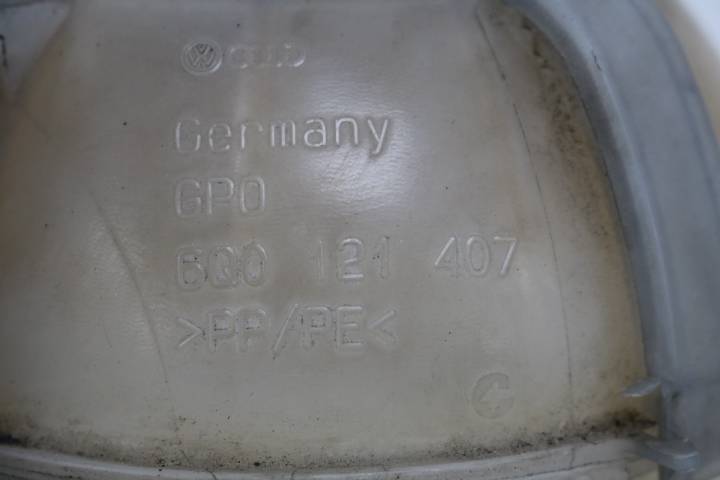 Germany
GPO
6Q0 121 407
>PP/PE<